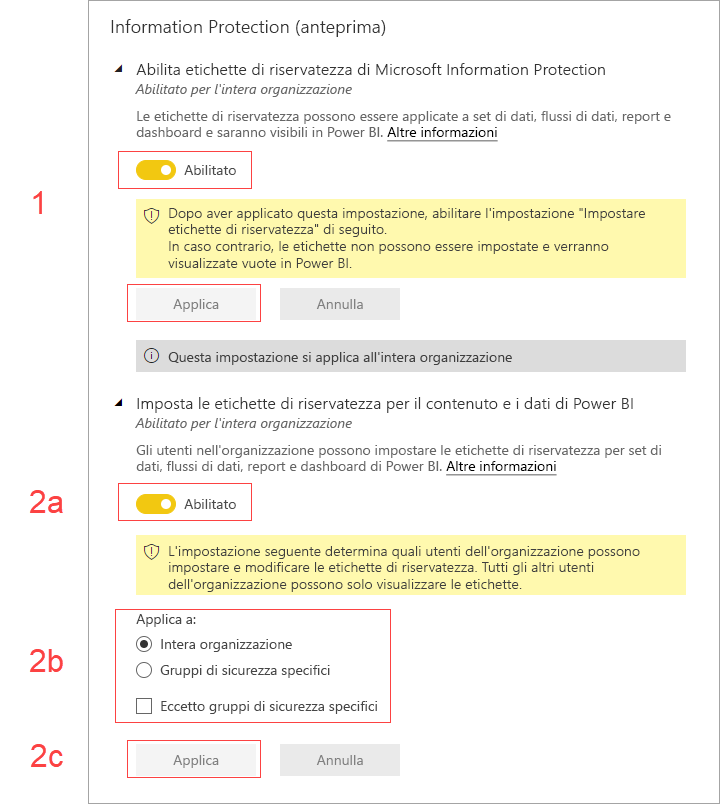 Information Protection (anteprima)
Abilita etichette di riservatezza di Microsoft Information Protection
Abilitato per l'intera organizzazione
Le etichette di riservatezza possono essere applicate a set di dati, flussi di dati, report e
dashboard e saranno visibili in Power BI. Altre informazioni
Abilitato
1
Dopo aver applicato questa impostazione, abilitare l'impostazione "Impostare
etichette di riservatezza" di seguito.
In caso contrario, le etichette non possono essere impostate e verranno
visualizzate vuote in Power BI.
Applica Annulla
Questa impostazione si applica all'intera organizzazione
Imposta le etichette di riservatezza per il contenuto e i dati di Power BI
Abilitato per l'intera organizzazione
Gli utenti nell'organizzazione possono impostare le etichette di riservatezza per set di
dati, flussi di dati, report e dashboard di Power BI. Altre informazioni
2a Abilitato
L'impostazione seguente determina quali utenti dell'organizzazione possono
impostare e modificare le etichette di riservatezza. Tutti gli altri utenti
dell'organizzazione possono solo visualizzare le etichette.
Applica a:
Intera organizzazione
2b Gruppi di sicurezza specifici
Eccetto gruppi di sicurezza specifici
2c Applica Annulla